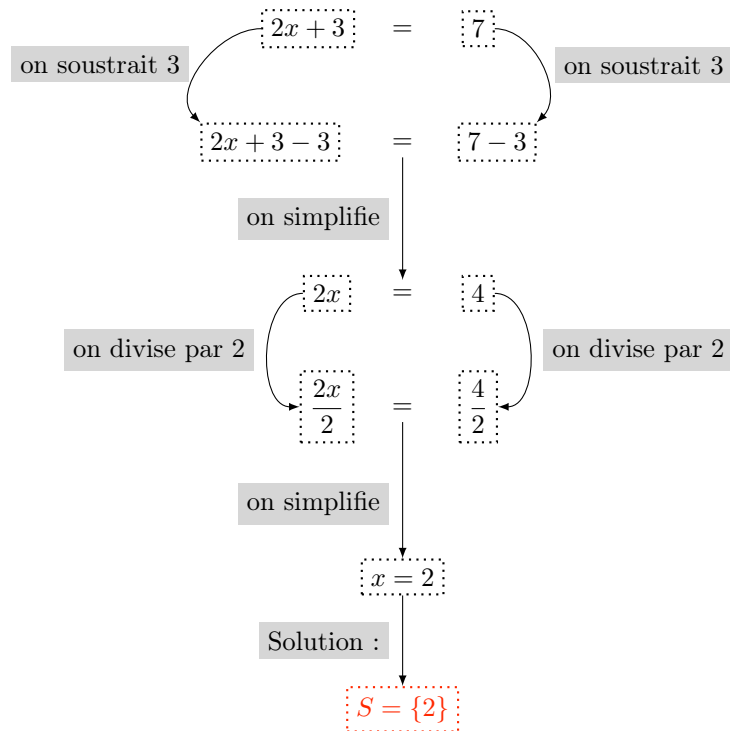 2x + 3 = 7
on soustrait 3 on soustrait 3
2x + 3 − 3 = 7 − 3
on simplifie
2x = 4
on divise par 2 on divise par 2
2x/2 = 4/2
on simplifie
x = 2
Solution :
S = {2}